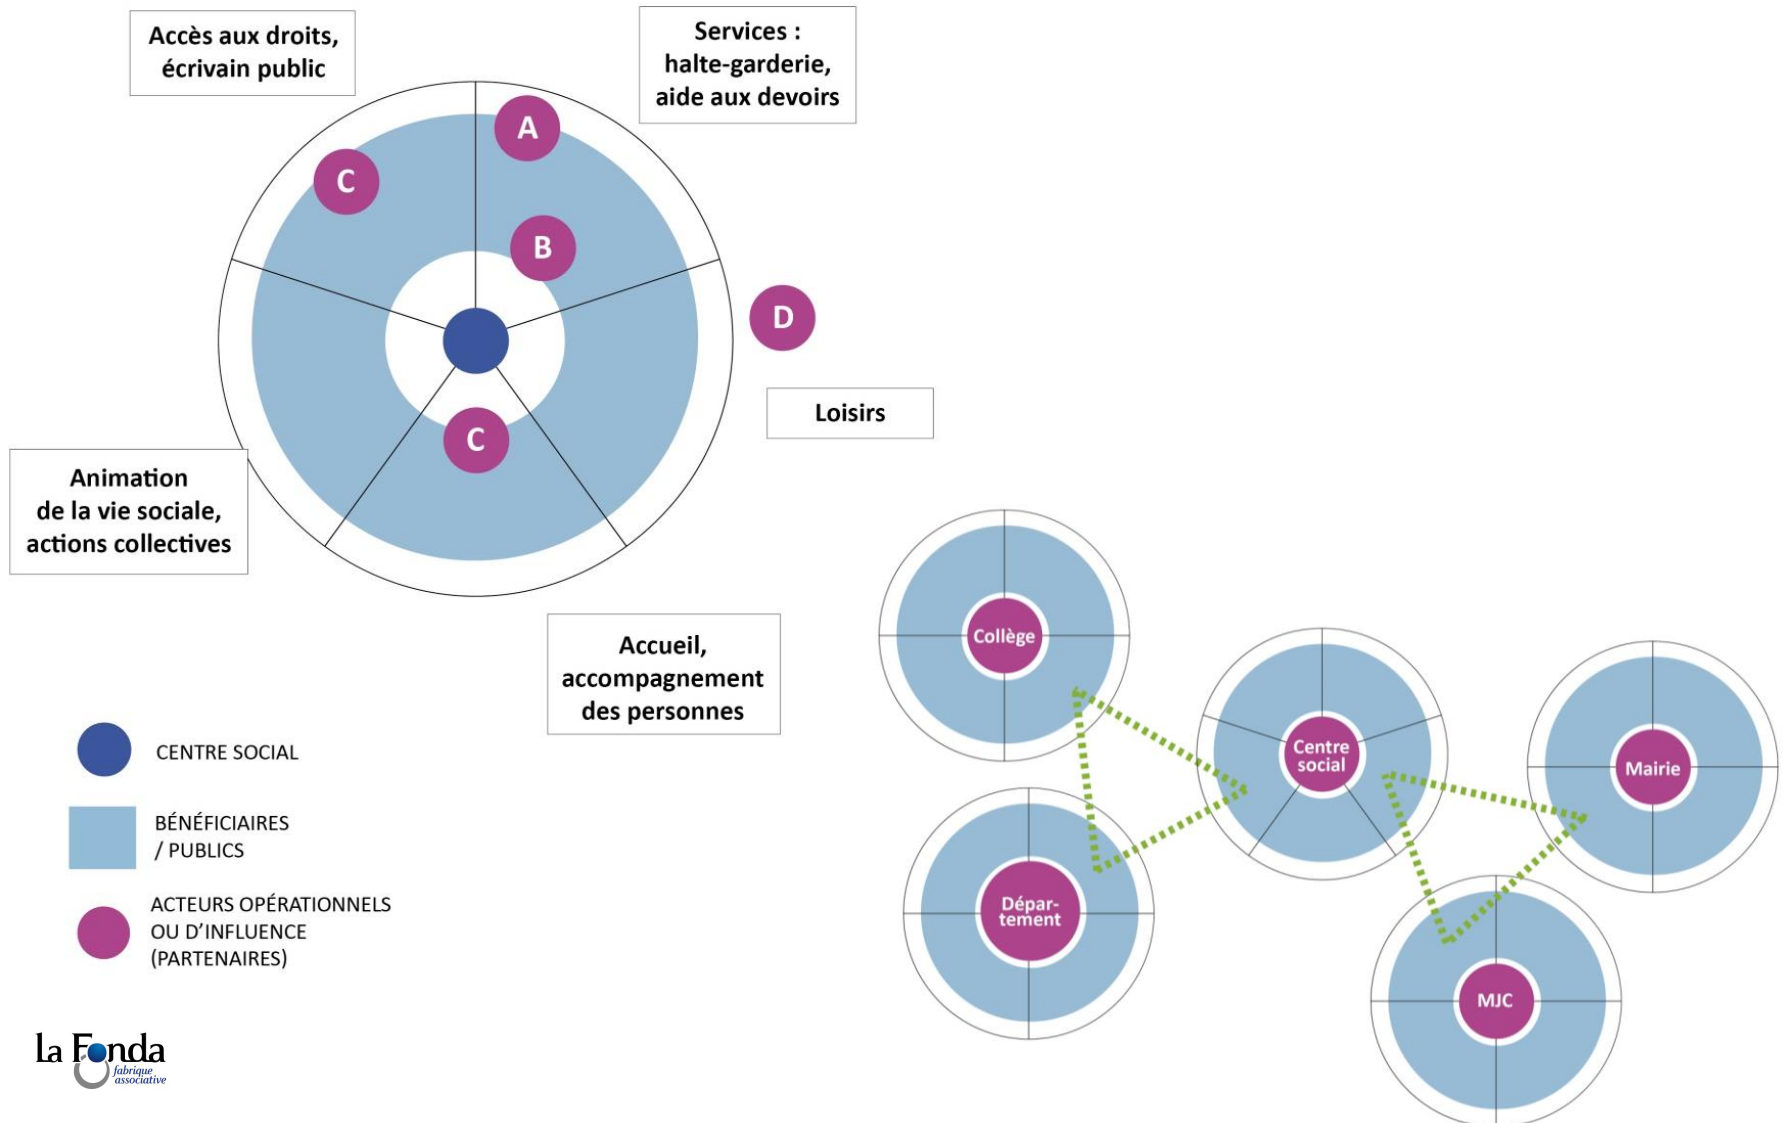 Accès aux droits,
écrivain public
Services :
halte-garderie,
aide aux devoirs
A
C
B
D
C
Loisirs
Animation
de la vie sociale,
actions collectives
Accueil,
accompagnement
des personnes
CENTRE SOCIAL
BÉNÉFICIAIRES
/ PUBLICS
ACTEURS OPÉRATIONNELS
OU D'INFLUENCE
(PARTENAIRES)
Collège
Centre
social
Mairie
Dépar-
tement
MJC
la Fonda
fabrique
associative